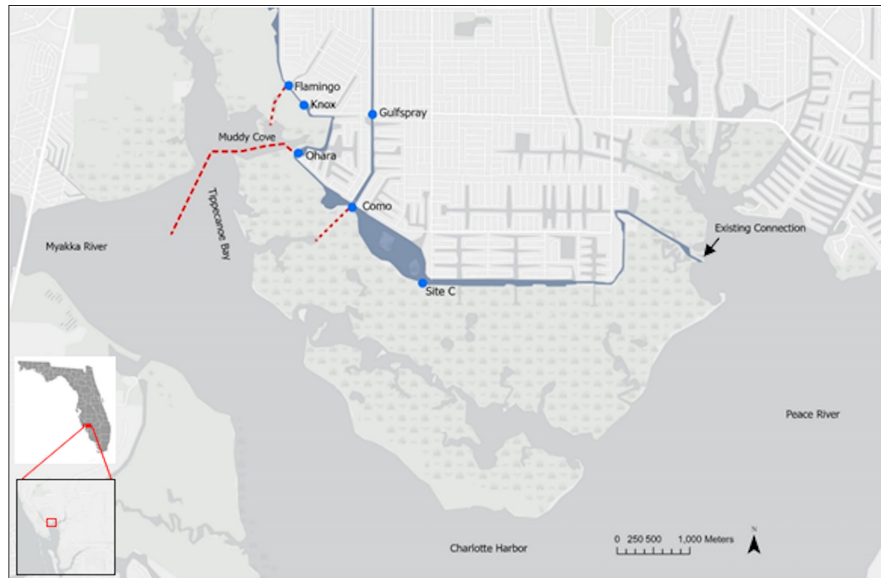 Flamingo
Knox
Gulfspray
Muddy Cove
Ohara
Como
Tippecanoe Bay
Existing Connection
Myakka River
Site C
Peace River
N
0 250 500 1,000 Meters
Charlotte Harbor